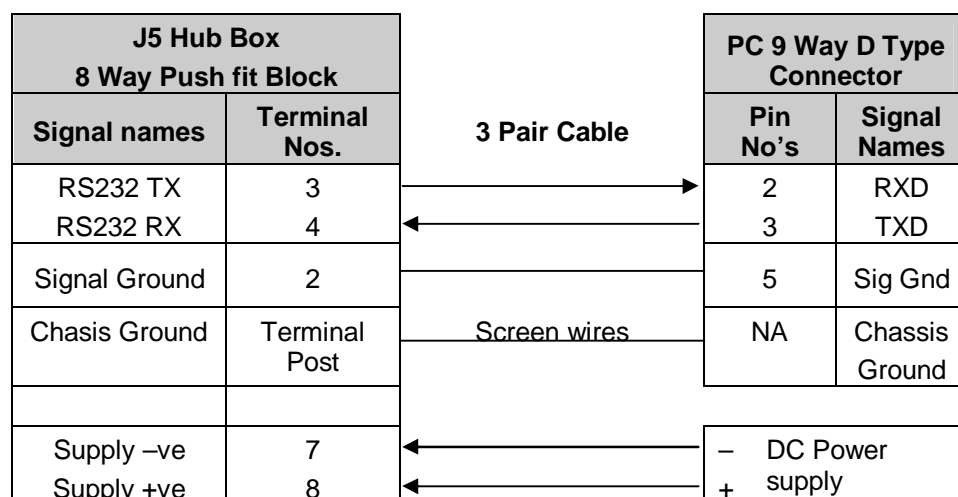 J5 Hub Box
8 Way Push fit Block
PC 9 Way D Type
Connector
Signal names
Terminal
Nos.
3 Pair Cable
Pin
No’s
Signal
Names
RS232 TX 3 2 RXD
RS232 RX 4 3 TXD
Signal Ground 2 5 Sig Gnd
Chasis Ground Terminal
Post
Screen wires
NA Chassis
Ground
Supply –ve 7 – DC Power
Supply +ve 8 + supply